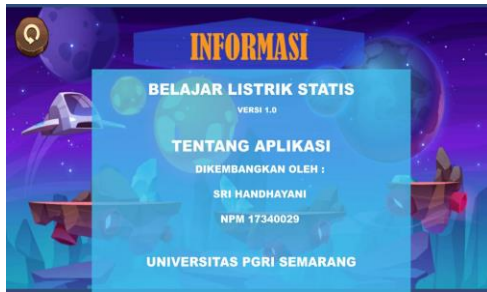 INFORMASI
BELAJAR LISTRIK STATIS
VERSI 1.0
TENTANG APLIKASI
DIKEMBANGKAN OLEH :
SRI HANDHAYANI
NPM 17340029
UNIVERSITAS PGRI SEMARANG